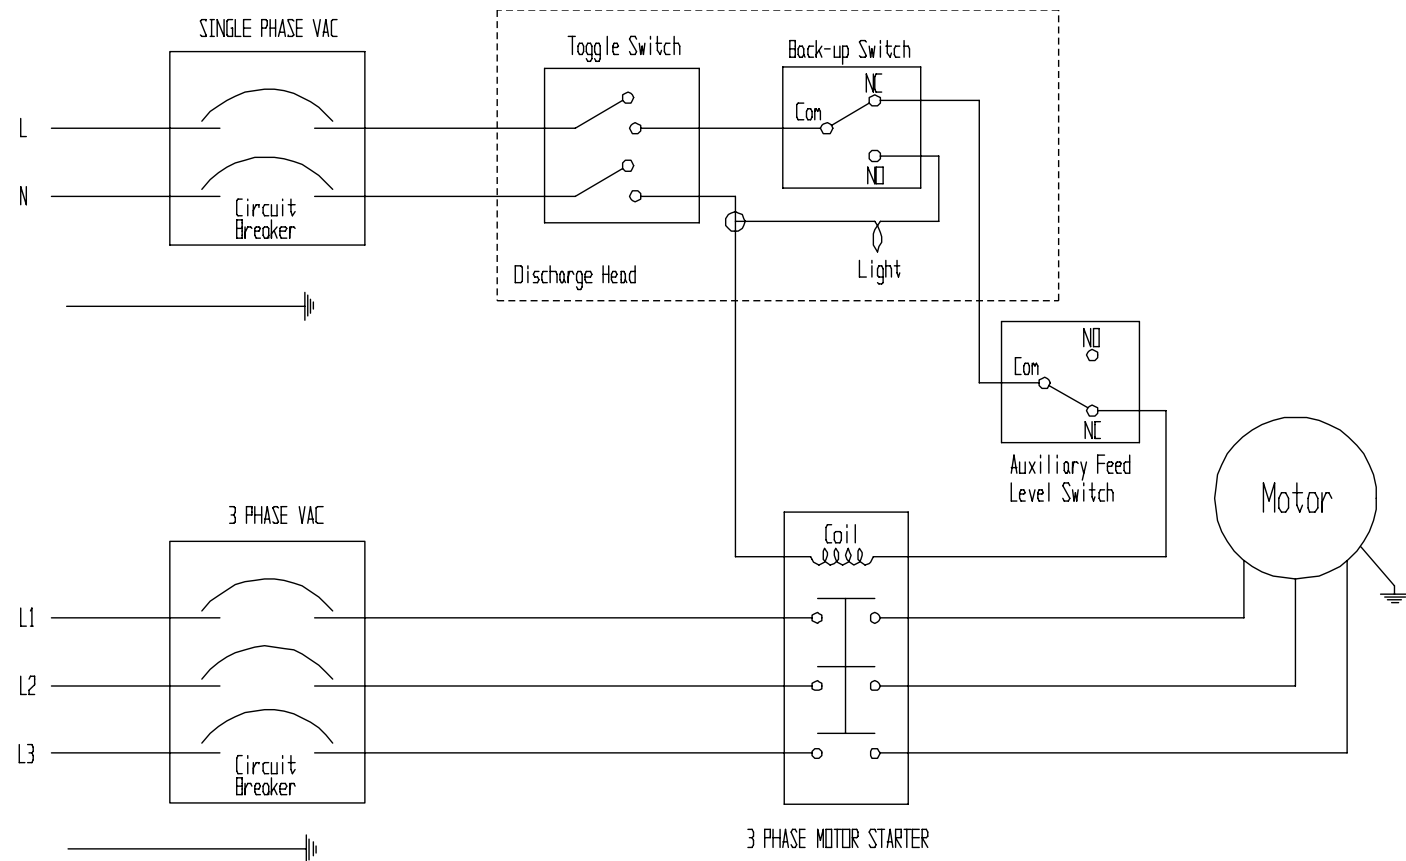 SINGLE PHASE VAC
L
N
Circuit
Breaker
Toggle Switch
Back-up Switch
NC
Com
NO
Light
Discharge Head
NO
Com
NC
Auxiliary Feed
Level Switch
Motor
3 PHASE VAC
L1
L2
L3
Circuit
Breaker
Coil
3 PHASE MOTOR STARTER